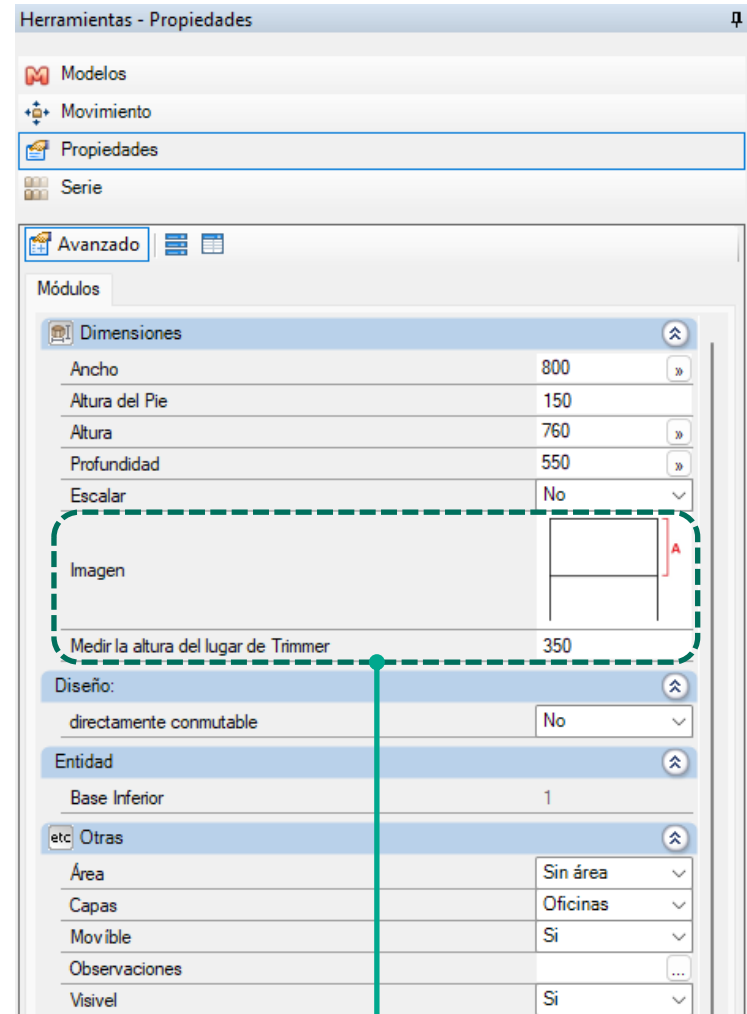 Herramientas - Propiedades
Modelos
Movimiento
Propiedades
Serie
Avanzado
Módulos
Dimensiones
Ancho 800 »
Altura del Pie 150
Altura 760 »
Profundidad 550 »
Escalar No
Imagen A
Medir la altura del lugar de Trimmer 350
Diseño:
directamente conmutable No
Entidad
Base Inferior 1
etc Otras
Área Sin área
Capas Oficinas
Movíble Si
Observaciones ...
Visivel Si